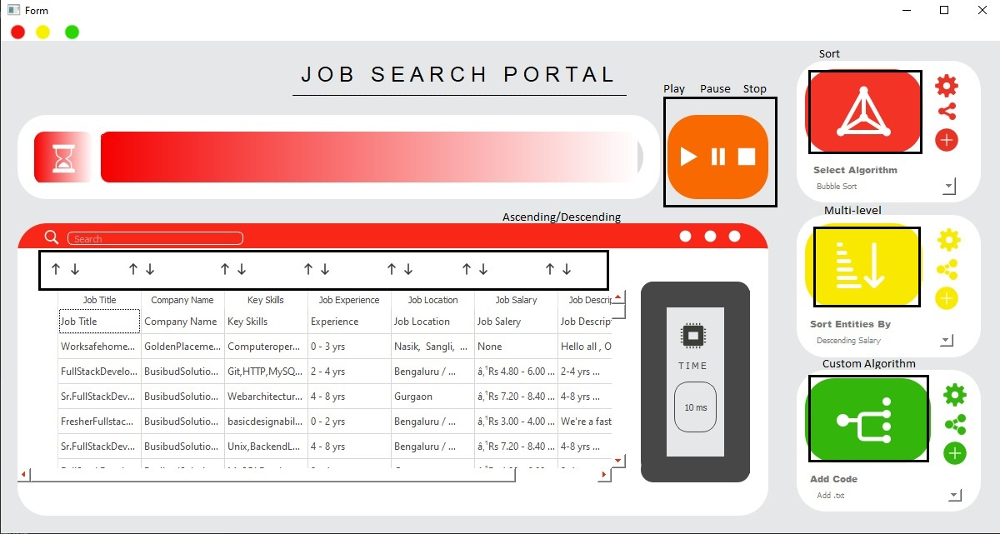 Form
Sort
JOB SEARCH PORTAL
Play Pause Stop
Select Algorithm
Bubble Sort
Multi-level
Ascending/Descending
Search
Sort Entities By
Descending Salary
Job Title Company Name Key Skills Job Experience Job Location Job Salary Job Descrip
Job Title Company Name Key Skills Experience Job Location Job Salery Job Descrip
Worksafehome... GoldenPlaceme... Computeroper... 0 - 3 yrs Nasik, Sangli, ... None Hello all , O
FullStackDevelo... BusibudSolutio... Git,HTTP,MySQ... 2 - 4 yrs Bengaluru / ... â‚¹Rs 4.80 - 6.00 ... 2-4 yrs ...
Sr.FullStackDev... BusibudSolutio... Webarchitectur... 4 - 8 yrs Gurgaon â‚¹Rs 7.20 - 8.40 ... 4-8 yrs ...
FresherFullstac... BusibudSolutio... basicdesignabil... 0 - 2 yrs Bengaluru / ... â‚¹Rs 3.00 - 4.00 ... We're a fast
Sr.FullStackDev... BusibudSolutio... Unix,BackendL... 4 - 8 yrs Bengaluru / ... â‚¹Rs 7.20 - 8.40 ... 4-8 yrs ...
TIME
10 ms
Custom Algorithm
Add Code
Add .txt